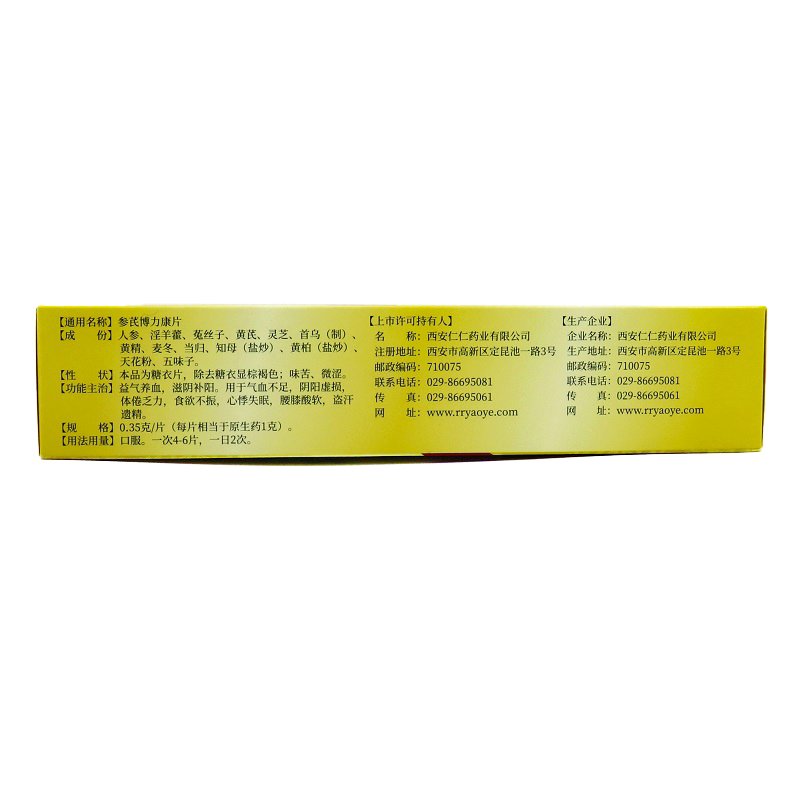 【通用名称】参芪博力康片
【成　　份】人参、淫羊藿、菟丝子、黄芪、灵芝、首乌（制）、
黄精、麦冬、当归、知母（盐炒）、黄柏（盐炒）、
天花粉、五味子。
【性　　状】本品为糖衣片，除去糖衣显棕褐色；味苦、微涩。
【功能主治】益气养血，滋阴补阳。用于气血不足，阴阳虚损，
体倦乏力，食欲不振，心悸失眠，腰膝酸软，盗汗
遗精。
【规　　格】0.35克/片（每片相当于原生药1克）。
【用法用量】口服。一次4-6片，一日2次。
【上市许可持有人】
名　　称：西安仁仁药业有限公司
注册地址：西安市高新区定昆池一路3号
邮政编码：710075
联系电话：029-86695081
传　　真：029-86695061
网　　址：www.rryaoye.com
【生产企业】
企业名称：西安仁仁药业有限公司
生产地址：西安市高新区定昆池一路3号
邮政编码：710075
联系电话：029-86695081
传　　真：029-86695061
网　　址：www.rryaoye.com